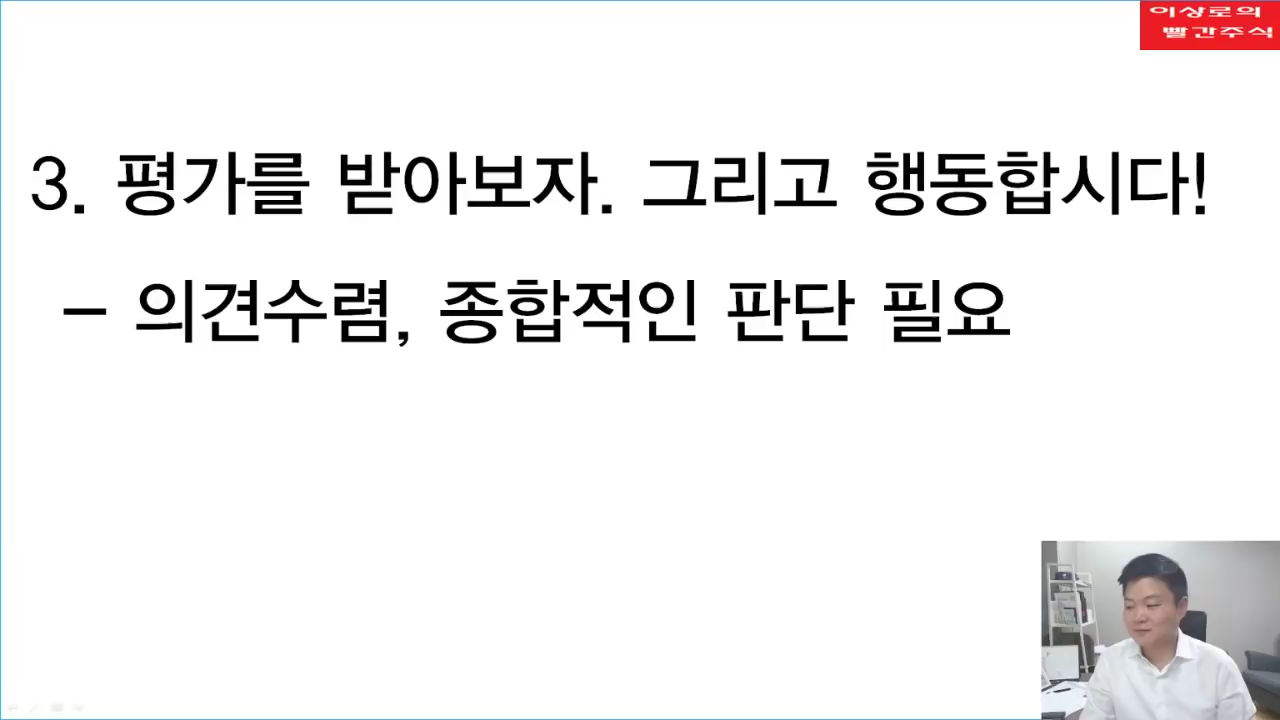 이상로의
빨간주식
3. 평가를 받아보자. 그리고 행동합시다!
- 의견수렴, 종합적인 판단 필요